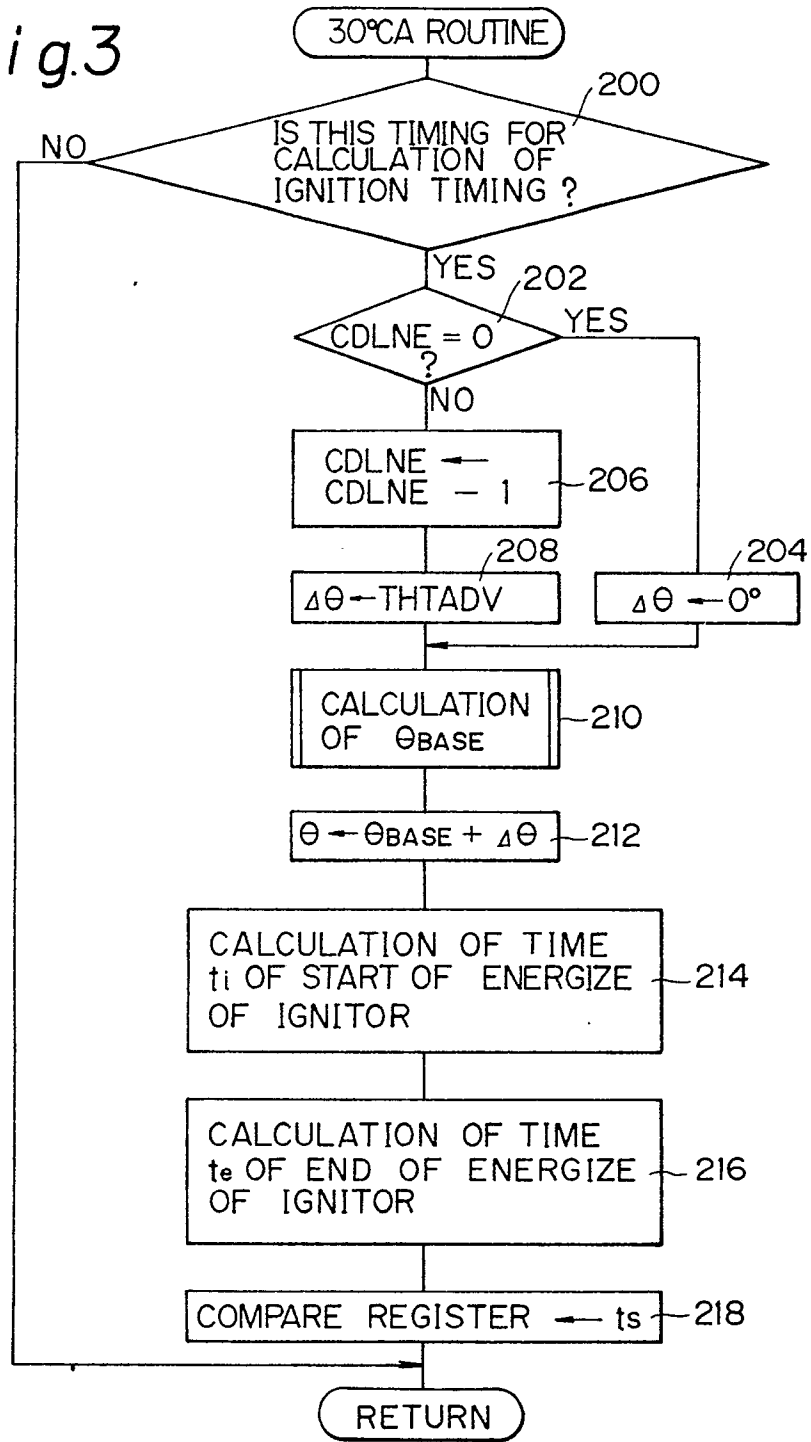 ig.3
30°CA ROUTINE
200
IS THIS TIMING FOR
CALCULATION OF
IGNITION TIMING ?
NO
YES
202
CDLNE = 0
?
YES
NO
CDLNE ←
CDLNE - 1
206
208
Δθ ← THTADV
204
Δθ ← 0°
CALCULATION
OF θBASE
210
θ ← θBASE + Δθ
212
CALCULATION OF TIME
ti OF START OF ENERGIZE
OF IGNITOR
214
CALCULATION OF TIME
te OF END OF ENERGIZE
OF IGNITOR
216
COMPARE REGISTER ← ts
218
RETURN